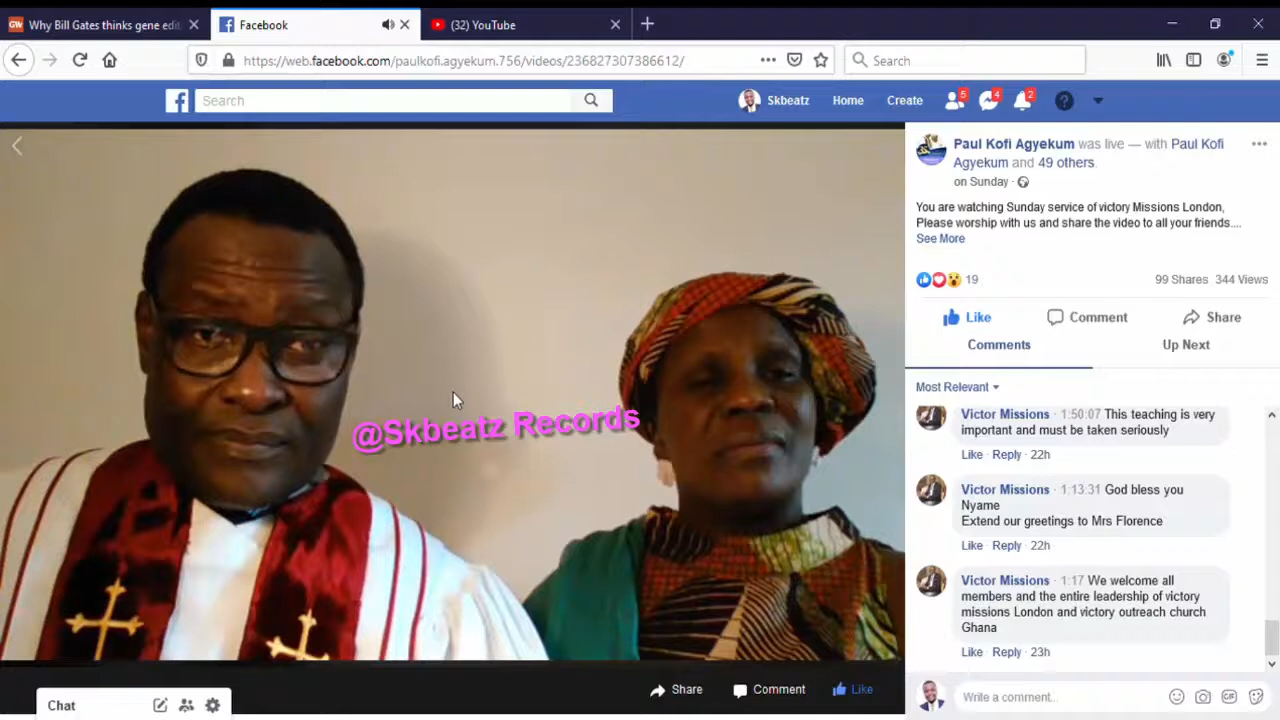 GW Why Bill Gates thinks gene edit
Facebook
(32) YouTube
https://web.facebook.com/paulkofi.agyekum.756/videos/236827307386612/
Search
Search
Skbeatz
Home
Create
5
4
2
Paul Kofi Agyekum was live — with Paul Kofi
Agyekum and 49 others.
on Sunday ·
You are watching Sunday service of victory Missions London,
Please worship with us and share the video to all your friends....
See More
19
99 Shares 344 Views
Like
Comment
Share
Comments
Up Next
Most Relevant
Victor Missions · 1:50:07 This teaching is very
important and must be taken seriously
Like · Reply · 22h
Victor Missions · 1:13:31 God bless you
Nyame
Extend our greetings to Mrs Florence
Like · Reply · 22h
Victor Missions · 1:17 We welcome all
members and the entire leadership of victory
missions London and victory outreach church
Ghana
Like · Reply · 23h
Write a comment...
GIF
@Skbeatz Records
Share
Comment
Like
Chat